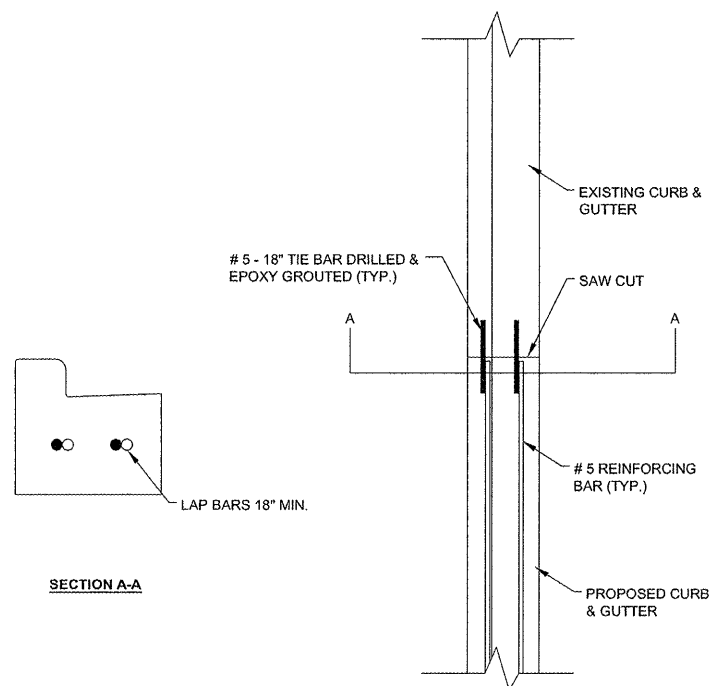 EXISTING CURB &
GUTTER
# 5 - 18" TIE BAR DRILLED &
EPOXY GROUTED (TYP.)
SAW CUT
A
A
# 5 REINFORCING
BAR (TYP.)
LAP BARS 18" MIN.
SECTION A-A
PROPOSED CURB
& GUTTER